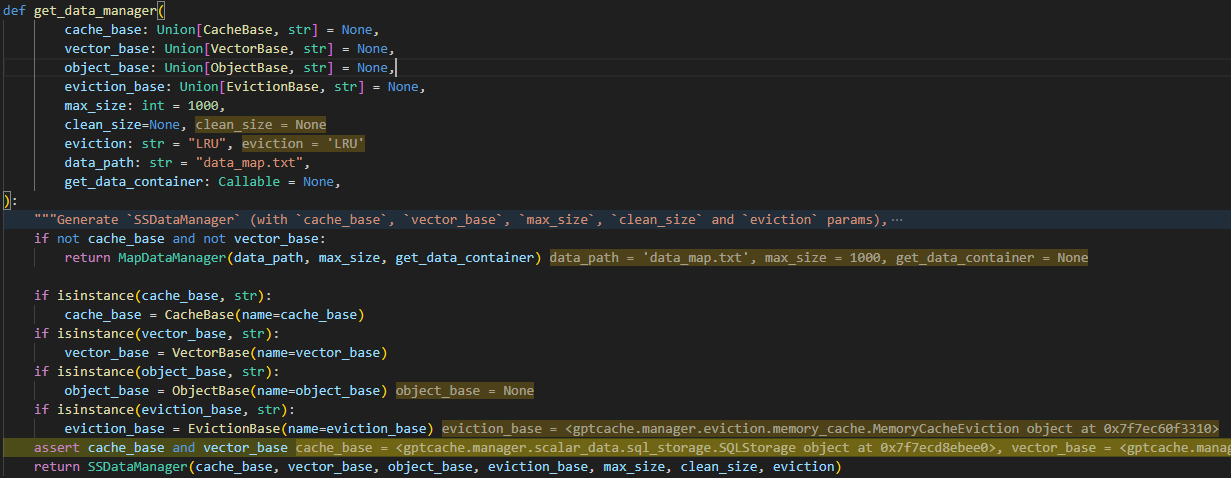 def get_data_manager(
cache_base: Union[CacheBase, str] = None,
vector_base: Union[VectorBase, str] = None,
object_base: Union[ObjectBase, str] = None,
eviction_base: Union[EvictionBase, str] = None,
max_size: int = 1000,
clean_size=None, clean_size = None
eviction: str = "LRU", eviction = 'LRU'
data_path: str = "data_map.txt",
get_data_container: Callable = None,
):
"""Generate `SSDataManager` (with `cache_base`, `vector_base`, `max_size`, `clean_size` and `eviction` params),…
if not cache_base and not vector_base:
return MapDataManager(data_path, max_size, get_data_container) data_path = 'data_map.txt', max_size = 1000, get_data_container = None
if isinstance(cache_base, str):
cache_base = CacheBase(name=cache_base)
if isinstance(vector_base, str):
vector_base = VectorBase(name=vector_base)
if isinstance(object_base, str):
object_base = ObjectBase(name=object_base) object_base = None
if isinstance(eviction_base, str):
eviction_base = EvictionBase(name=eviction_base) eviction_base = <gptcache.manager.eviction.memory_cache.MemoryCacheEviction object at 0x7f7ec60f3310>
assert cache_base and vector_base cache_base = <gptcache.manager.scalar_data.sql_storage.SQLStorage object at 0x7f7ecd8ebee0>, vector_base = <gptcache.manag
return SSDataManager(cache_base, vector_base, object_base, eviction_base, max_size, clean_size, eviction)